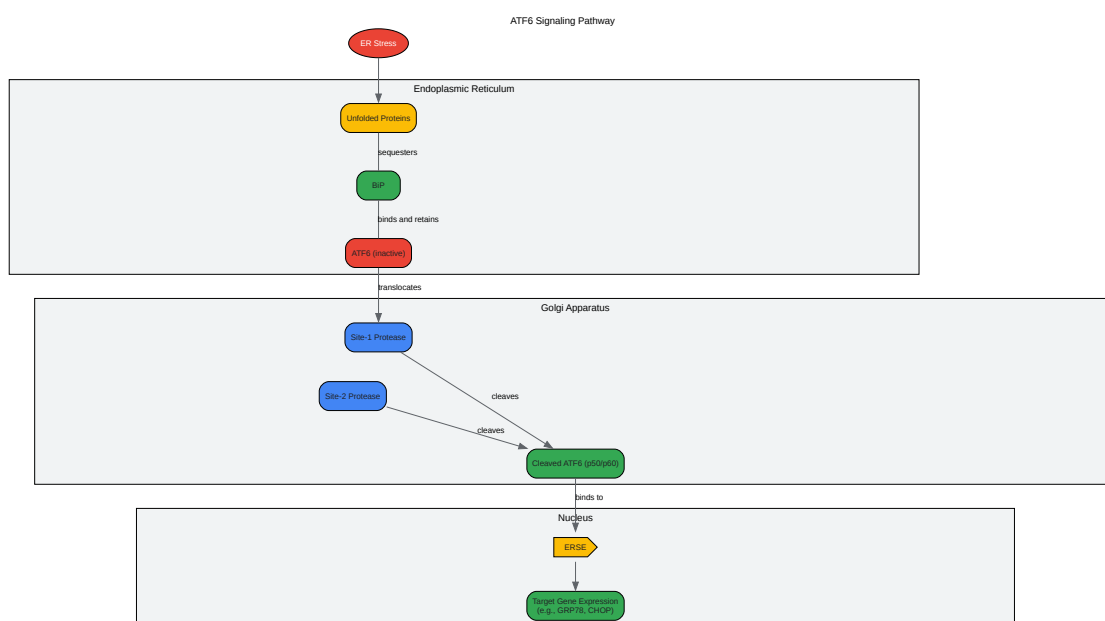 ATF6 Signaling Pathway
ER Stress
Endoplasmic Reticulum
Unfolded Proteins
sequesters
BiP
binds and retains
ATF6 (inactive)
translocates
Golgi Apparatus
Site-1 Protease
Site-2 Protease
cleaves
cleaves
Cleaved ATF6 (p50/p60)
binds to
Nucleus
ERSE
Target Gene Expression
(e.g., GRP78, CHOP)